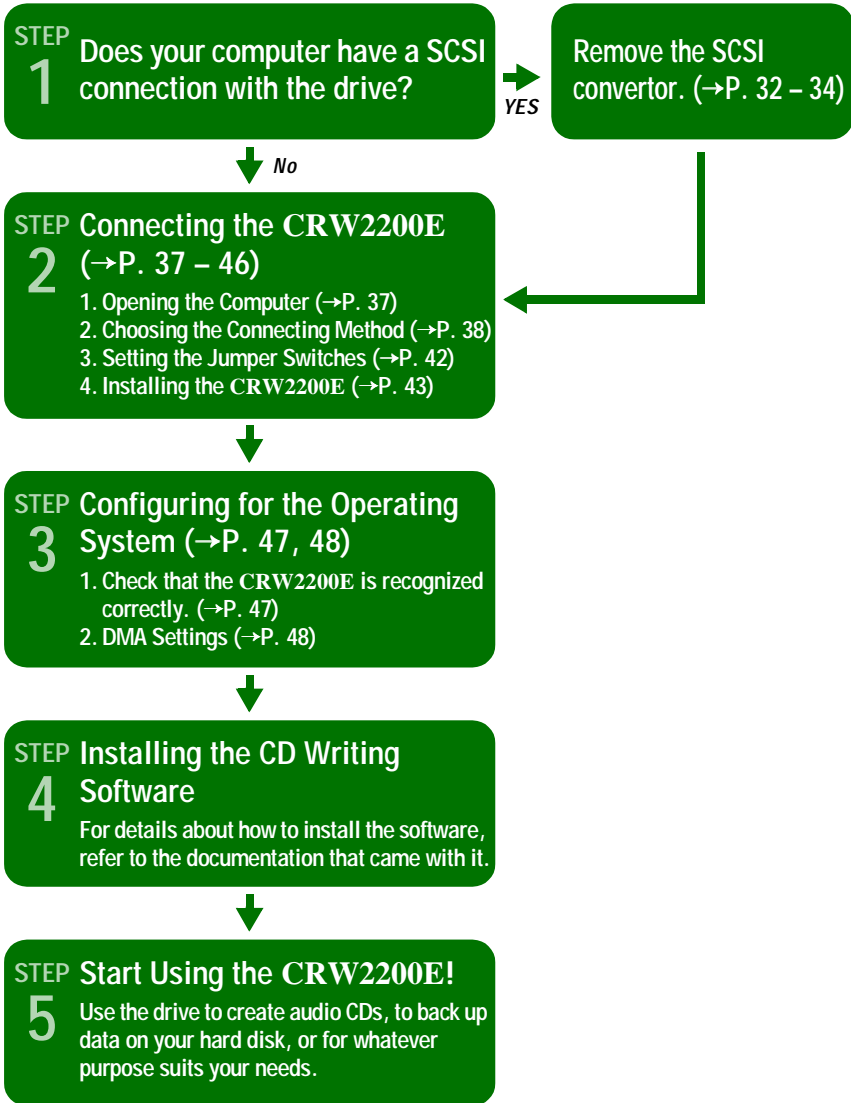 STEP
1
Does your computer have a SCSI
connection with the drive?
YES
Remove the SCSI
convertor. (→P. 32 – 34)
No
STEP
2
Connecting the CRW2200E
(→P. 37 – 46)
1. Opening the Computer (→P. 37)
2. Choosing the Connecting Method (→P. 38)
3. Setting the Jumper Switches (→P. 42)
4. Installing the CRW2200E (→P. 43)
STEP
3
Configuring for the Operating
System (→P. 47, 48)
1. Check that the CRW2200E is recognized
correctly. (→P. 47)
2. DMA Settings (→P. 48)
STEP
4
Installing the CD Writing
Software
For details about how to install the software,
refer to the documentation that came with it.
STEP
5
Start Using the CRW2200E!
Use the drive to create audio CDs, to back up
data on your hard disk, or for whatever
purpose suits your needs.